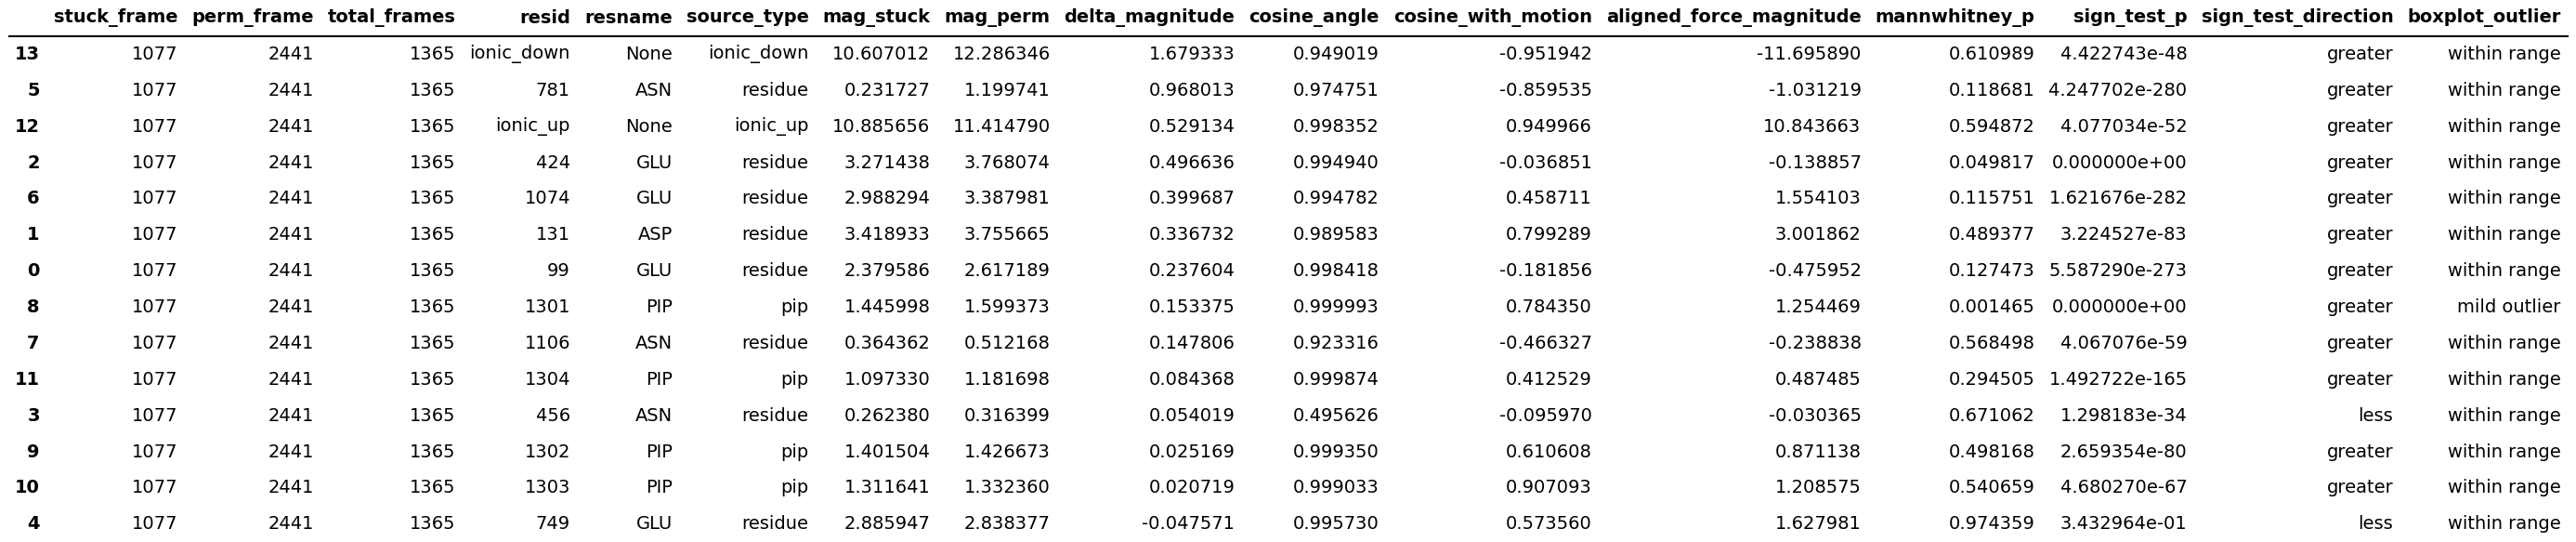 stuck_frame perm_frame total_frames resid resname source_type mag_stuck mag_perm delta_magnitude cosine_angle cosine_with_motion aligned_force_magnitude mannwhitney_p sign_test_p sign_test_direction boxplot_outlier
13 1077 2441 1365 ionic_down None ionic_down 10.607012 12.286346 1.679333 0.949019 -0.951942 -11.695890 0.610989 4.422743e-48 greater within range
5 1077 2441 1365 781 ASN residue 0.231727 1.199741 0.968013 0.974751 -0.859535 -1.031219 0.118681 4.247702e-280 greater within range
12 1077 2441 1365 ionic_up None ionic_up 10.885656 11.414790 0.529134 0.998352 0.949966 10.843663 0.594872 4.077034e-52 greater within range
2 1077 2441 1365 424 GLU residue 3.271438 3.768074 0.496636 0.994940 -0.036851 -0.138857 0.049817 0.000000e+00 greater within range
6 1077 2441 1365 1074 GLU residue 2.988294 3.387981 0.399687 0.994782 0.458711 1.554103 0.115751 1.621676e-282 greater within range
1 1077 2441 1365 131 ASP residue 3.418933 3.755665 0.336732 0.989583 0.799289 3.001862 0.489377 3.224527e-83 greater within range
0 1077 2441 1365 99 GLU residue 2.379586 2.617189 0.237604 0.998418 -0.181856 -0.475952 0.127473 5.587290e-273 greater within range
8 1077 2441 1365 1301 PIP pip 1.445998 1.599373 0.153375 0.999993 0.784350 1.254469 0.001465 0.000000e+00 greater mild outlier
7 1077 2441 1365 1106 ASN residue 0.364362 0.512168 0.147806 0.923316 -0.466327 -0.238838 0.568498 4.067076e-59 greater within range
11 1077 2441 1365 1304 PIP pip 1.097330 1.181698 0.084368 0.999874 0.412529 0.487485 0.294505 1.492722e-165 greater within range
3 1077 2441 1365 456 ASN residue 0.262380 0.316399 0.054019 0.495626 -0.095970 -0.030365 0.671062 1.298183e-34 less within range
9 1077 2441 1365 1302 PIP pip 1.401504 1.426673 0.025169 0.999350 0.610608 0.871138 0.498168 2.659354e-80 greater within range
10 1077 2441 1365 1303 PIP pip 1.311641 1.332360 0.020719 0.999033 0.907093 1.208575 0.540659 4.680270e-67 greater within range
4 1077 2441 1365 749 GLU residue 2.885947 2.838377 -0.047571 0.995730 0.573560 1.627981 0.974359 3.432964e-01 less within range